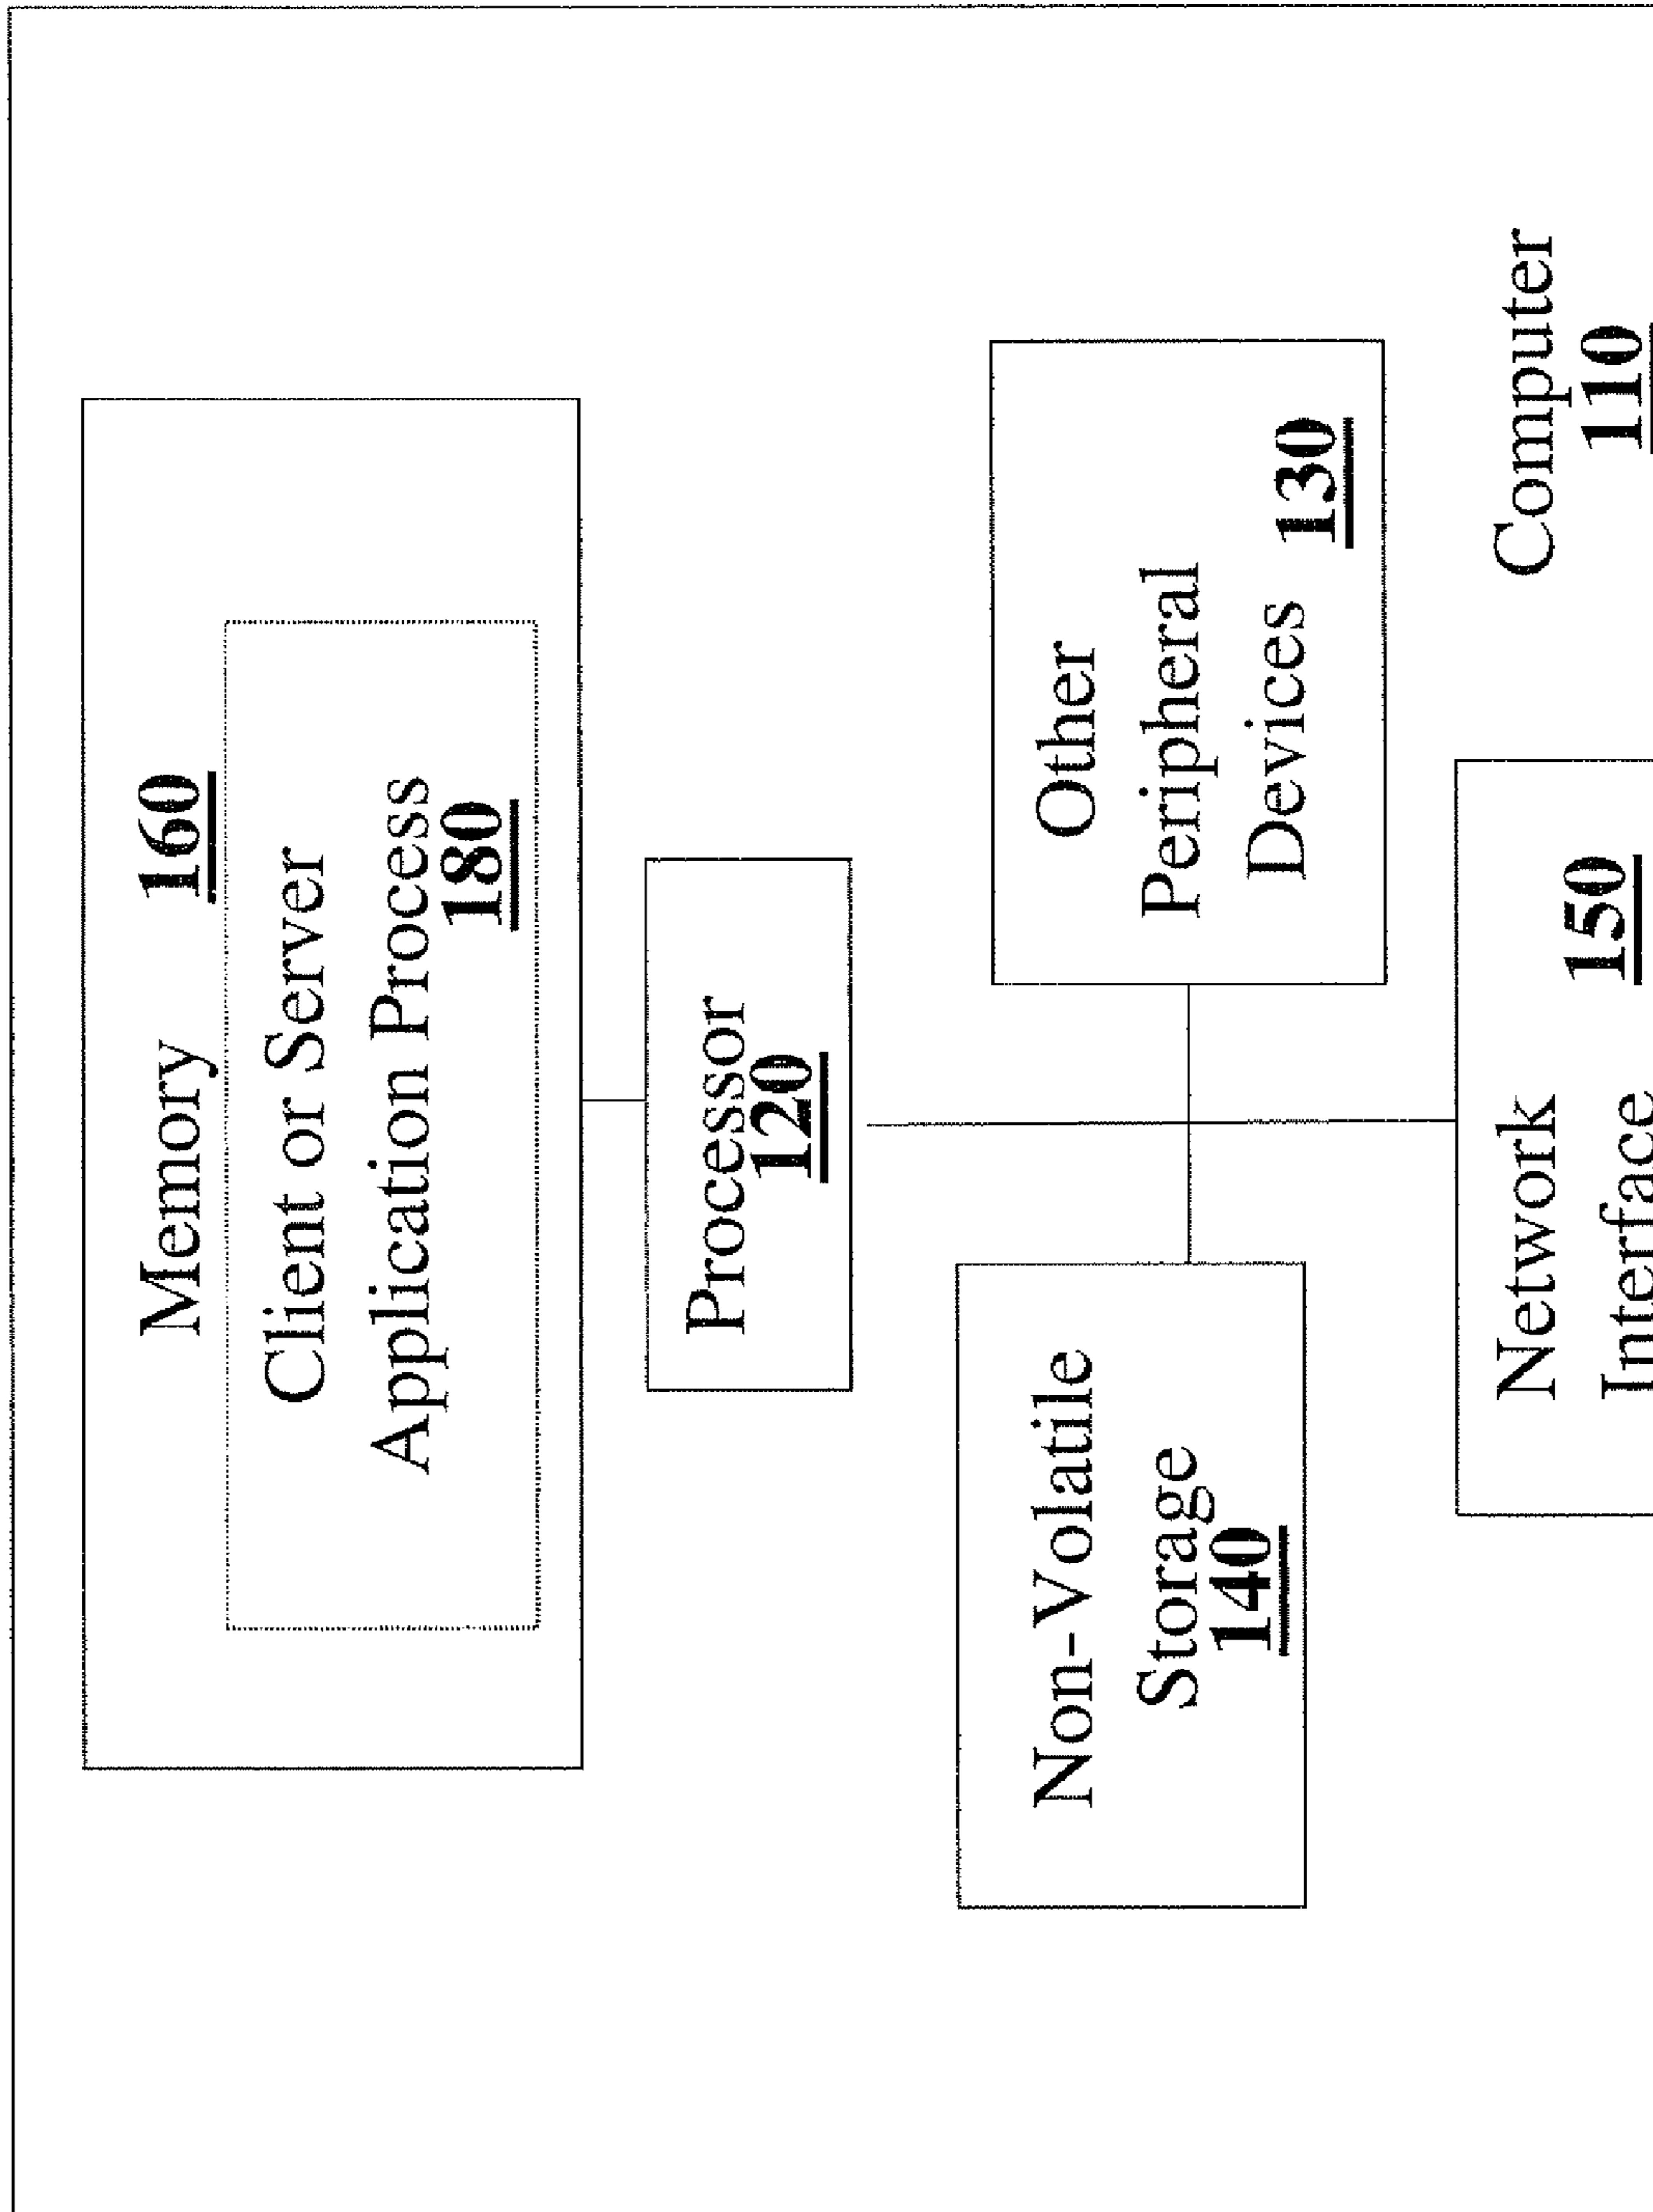 Memory 160
Client or Server
Application Process
180
Processor
120
Non-Volatile
Storage
140
Other
Peripheral
Devices 130
Network
Interface 150
Computer
110